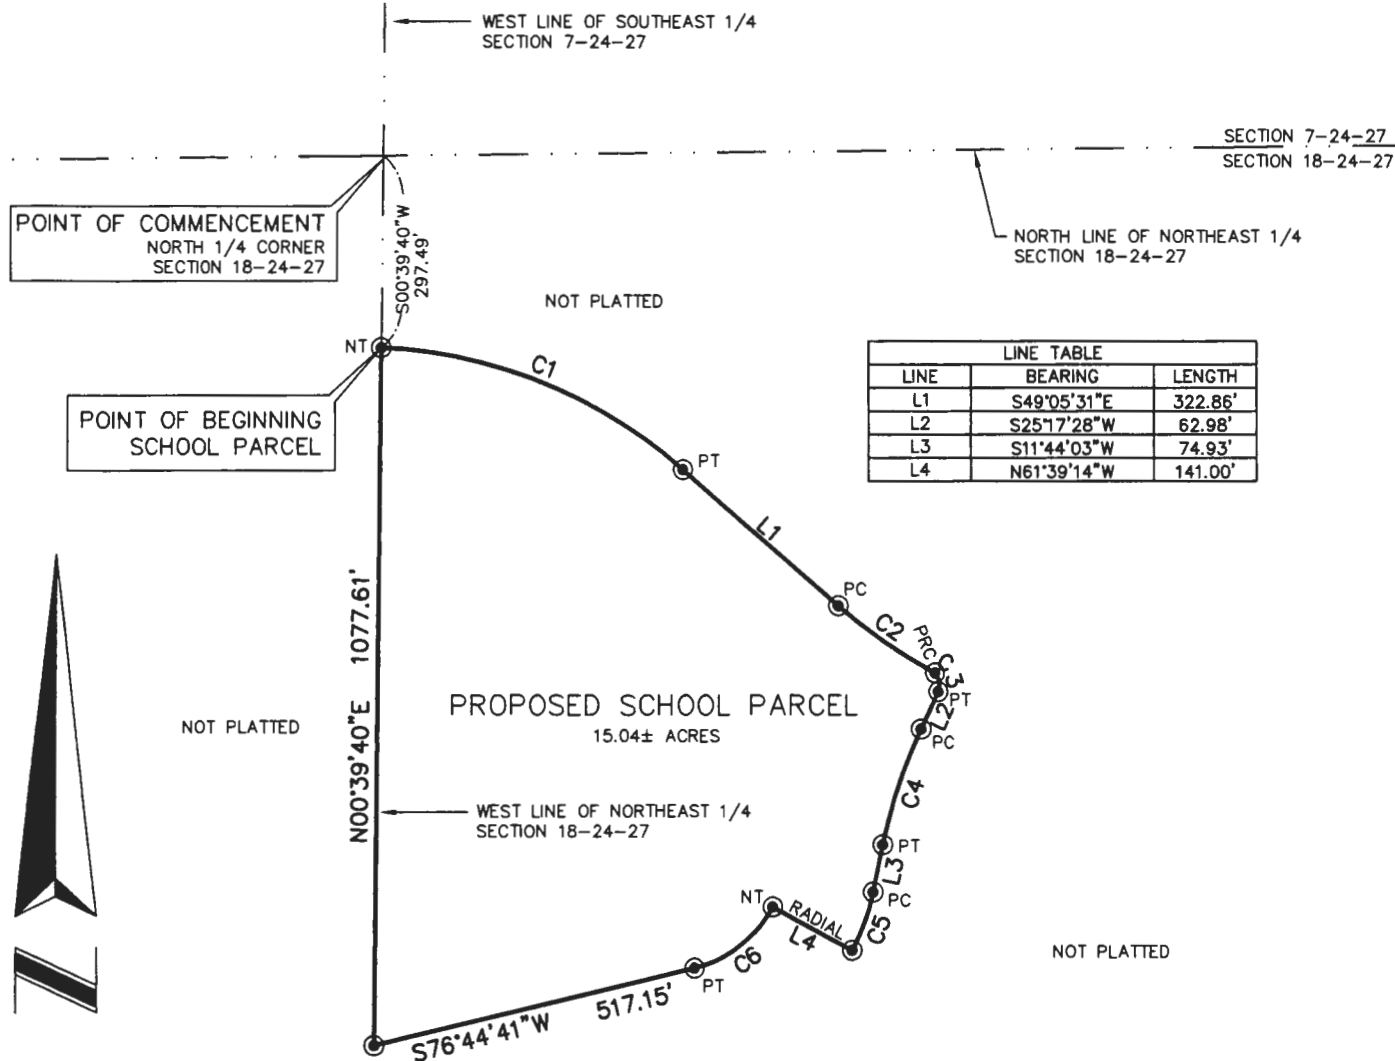 WEST LINE OF SOUTHEAST 1/4
SECTION 7-24-27
SECTION 7-24-27
SECTION 18-24-27
POINT OF COMMENCEMENT
NORTH 1/4 CORNER
SECTION 18-24-27
S00°39'40"W
297.49'
NORTH LINE OF NORTHEAST 1/4
SECTION 18-24-27
NOT PLATTED
NT
C1
POINT OF BEGINNING
SCHOOL PARCEL
LINE TABLE
LINE BEARING LENGTH
L1 S49°05'31"E 322.86'
L2 S25°17'28"W 62.98'
L3 S11°44'03"W 74.93'
L4 N61°39'14"W 141.00'
PT
L1
PC
C2
PRC
C3
PT
L2
PC
N00°39'40"E 1077.61'
NOT PLATTED
PROPOSED SCHOOL PARCEL
15.04± ACRES
C4
WEST LINE OF NORTHEAST 1/4
SECTION 18-24-27
PT
L3
PC
NT
RADIAL
L4
C5
C6
PT
NOT PLATTED
S76°44'41"W 517.15'
N